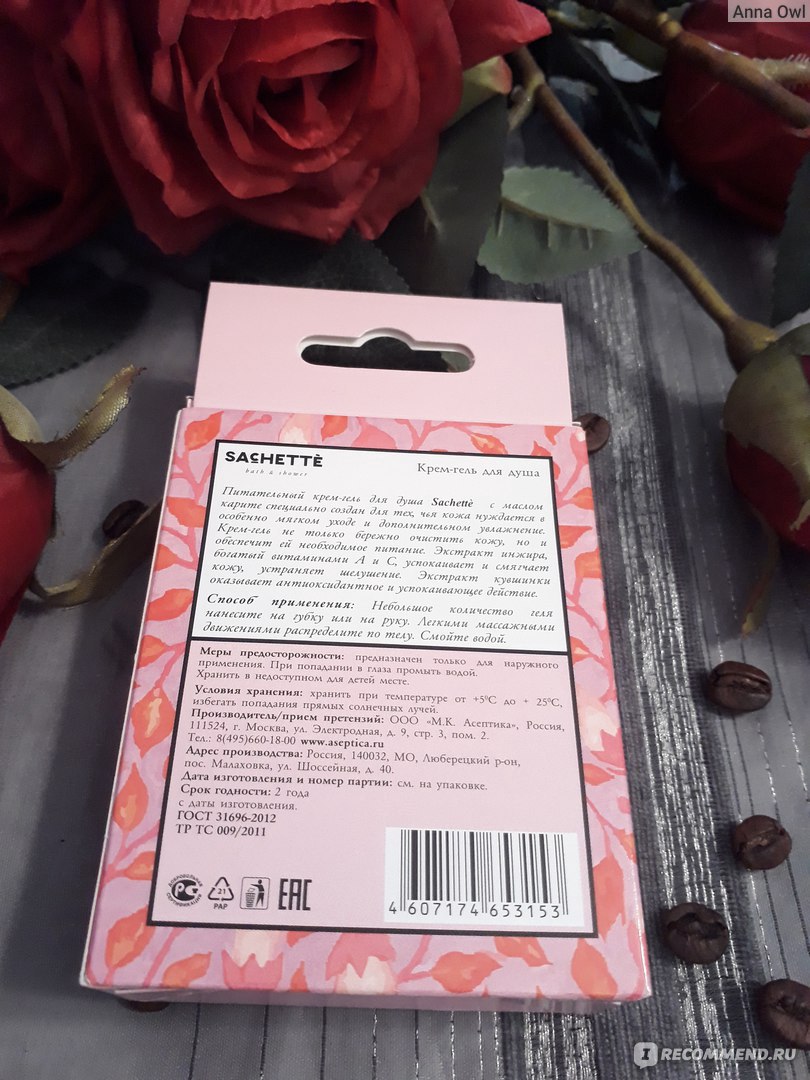 Anna Owl
SACHETTÈ
bath & shower
Крем-гель для душа
Питательный крем-гель для душа Sachettè с маслом
карите специально создан для тех, чья кожа нуждается в
особенно мягком уходе и дополнительном увлажнение.
Крем-гель не только бережно очистить кожу, но и
обеспечит ей необходимое питание. Экстракт инжира,
богатый витаминами А и С, успокаивает и смягчает
кожу, устраняет шелушение. Экстракт кувшинки
оказывает антиоксидантное и успокаивающее действие.
Способ применения: Небольшое количество геля
нанесите на губку или на руку. Легкими массажными
движениями распределите по телу. Смойте водой.
Меры предосторожности: предназначен только для наружного
применения. При попадании в глаза промыть водой.
Хранить в недоступном для детей месте.
Условия хранения: хранить при температуре от +5°С до + 25°С,
избегать попадания прямых солнечных лучей.
Производитель/прием претензий: ООО «М.К. Асептика», Россия,
111524, г. Москва, ул. Электродная, д. 9, стр. 3, пом. 2.
Тел.: 8(495)660-18-00 www.aseptica.ru
Адрес производства: Россия, 140032, МО, Люберецкий р-он,
пос. Малаховка, ул. Шоссейная, д. 40.
Дата изготовления и номер партии: см. на упаковке.
Срок годности: 2 года
с даты изготовления.
ГОСТ 31696-2012
ТР ТС 009/2011
ДОБРОВОЛЬНАЯ
СЕРТИФИКАЦИЯ
21
PAP
EAC
4 607174 653153
IRECOMMEND.RU